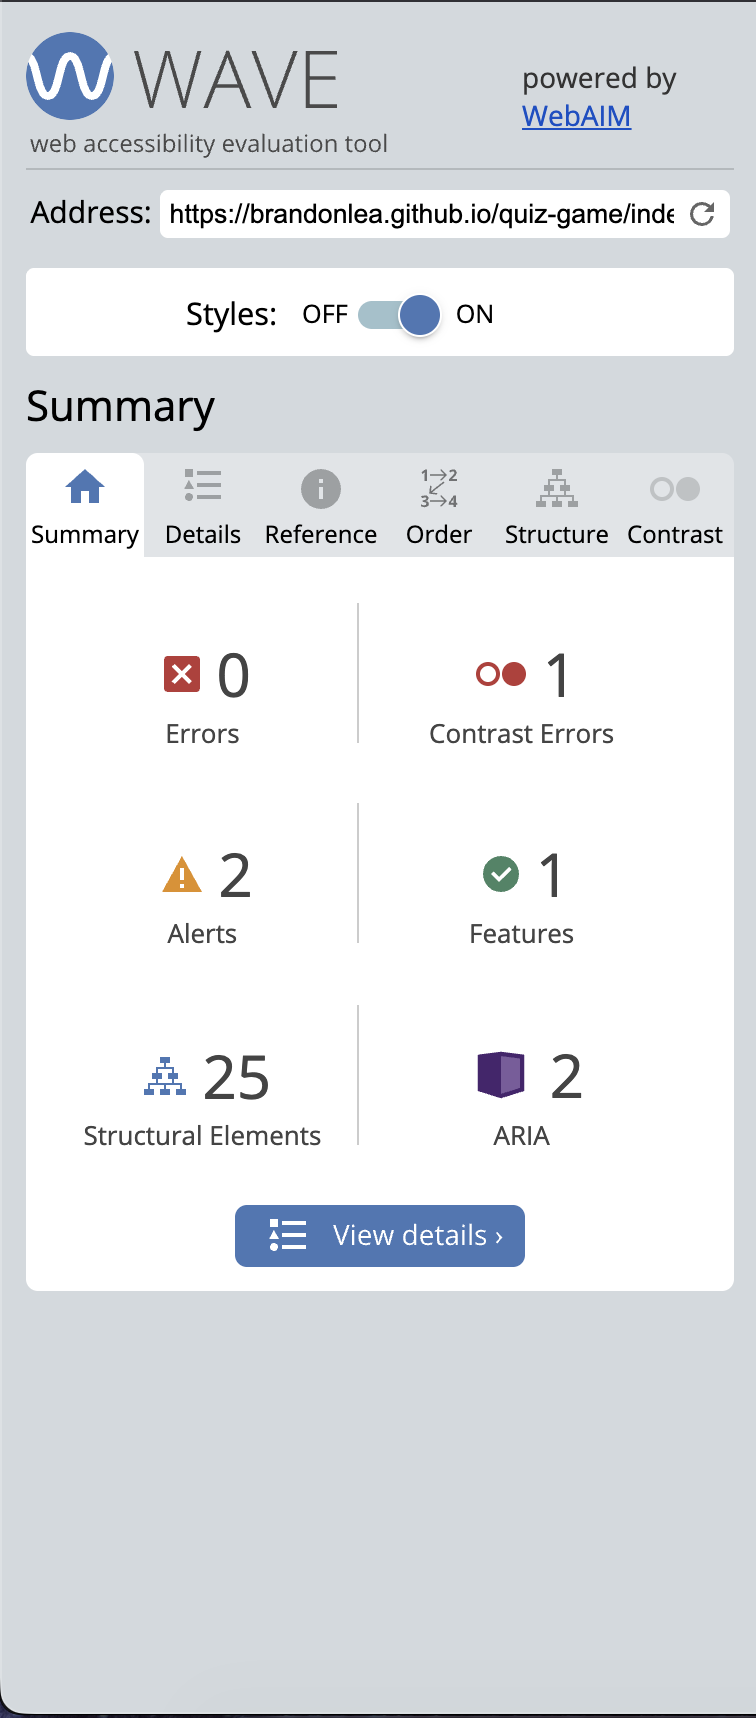 WAVE
web accessibility evaluation tool
powered by
WebAIM
Address: https://brandonlea.github.io/quiz-game/inde
Styles: OFF ON
Summary
1→2
3→4
Summary Details Reference Order Structure Contrast
0 1
Errors Contrast Errors
2 1
Alerts Features
25 2
Structural Elements ARIA
View details ›